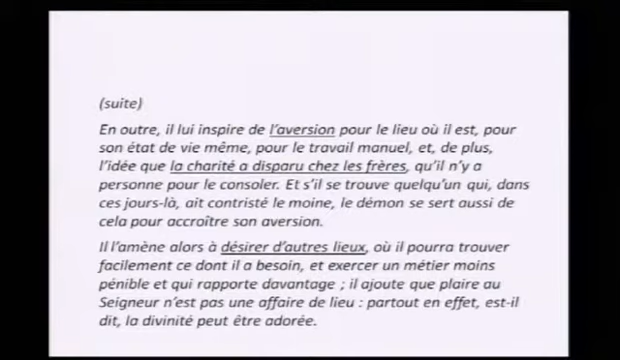 (suite)
En outre, il lui inspire de l'aversion pour le lieu où il est, pour
son état de vie même, pour le travail manuel, et, de plus,
l'idée que la charité a disparu chez les frères, qu'il n'y a
personne pour le consoler. Et s'il se trouve quelqu'un qui, dans
ces jours-là, ait contristé le moine, le démon se sert aussi de
cela pour accroître son aversion.
Il l'amène alors à désirer d'autres lieux, où il pourra trouver
facilement ce dont il a besoin, et exercer un métier moins
pénible et qui rapporte davantage ; il ajoute que plaire au
Seigneur n'est pas une affaire de lieu : partout en effet, est-il
dit, la divinité peut être adorée.